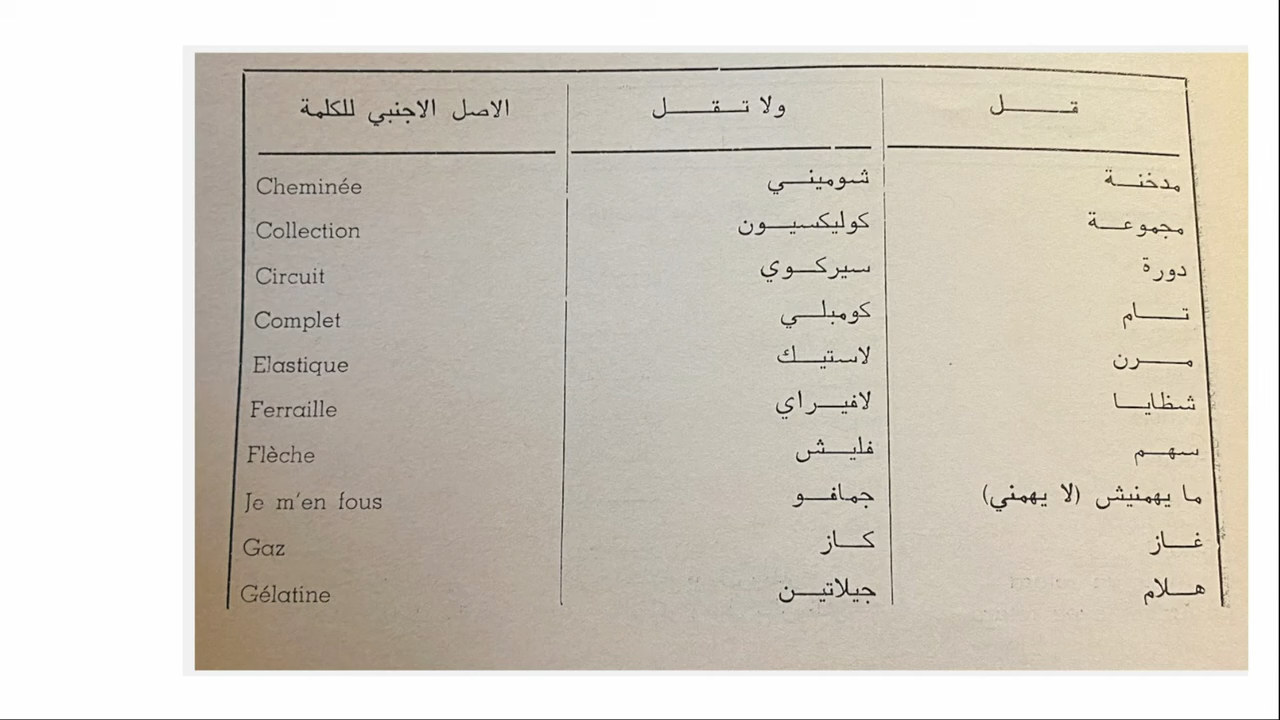 قل ولا تقل الاصل الاجنبي للكلمة
مدخنة شوميني Cheminée
مجموعة كوليكسيون Collection
دورة سيركوي Circuit
تام كومبلي Complet
مرن لاستيك Elastique
شظايا لافيراي Ferraille
سهم فليش Flèche
ما يهمنيش (لا يهمني) جمافو Je m'en fous
غاز كاز Gaz
هلام جيلاتين Gélatine